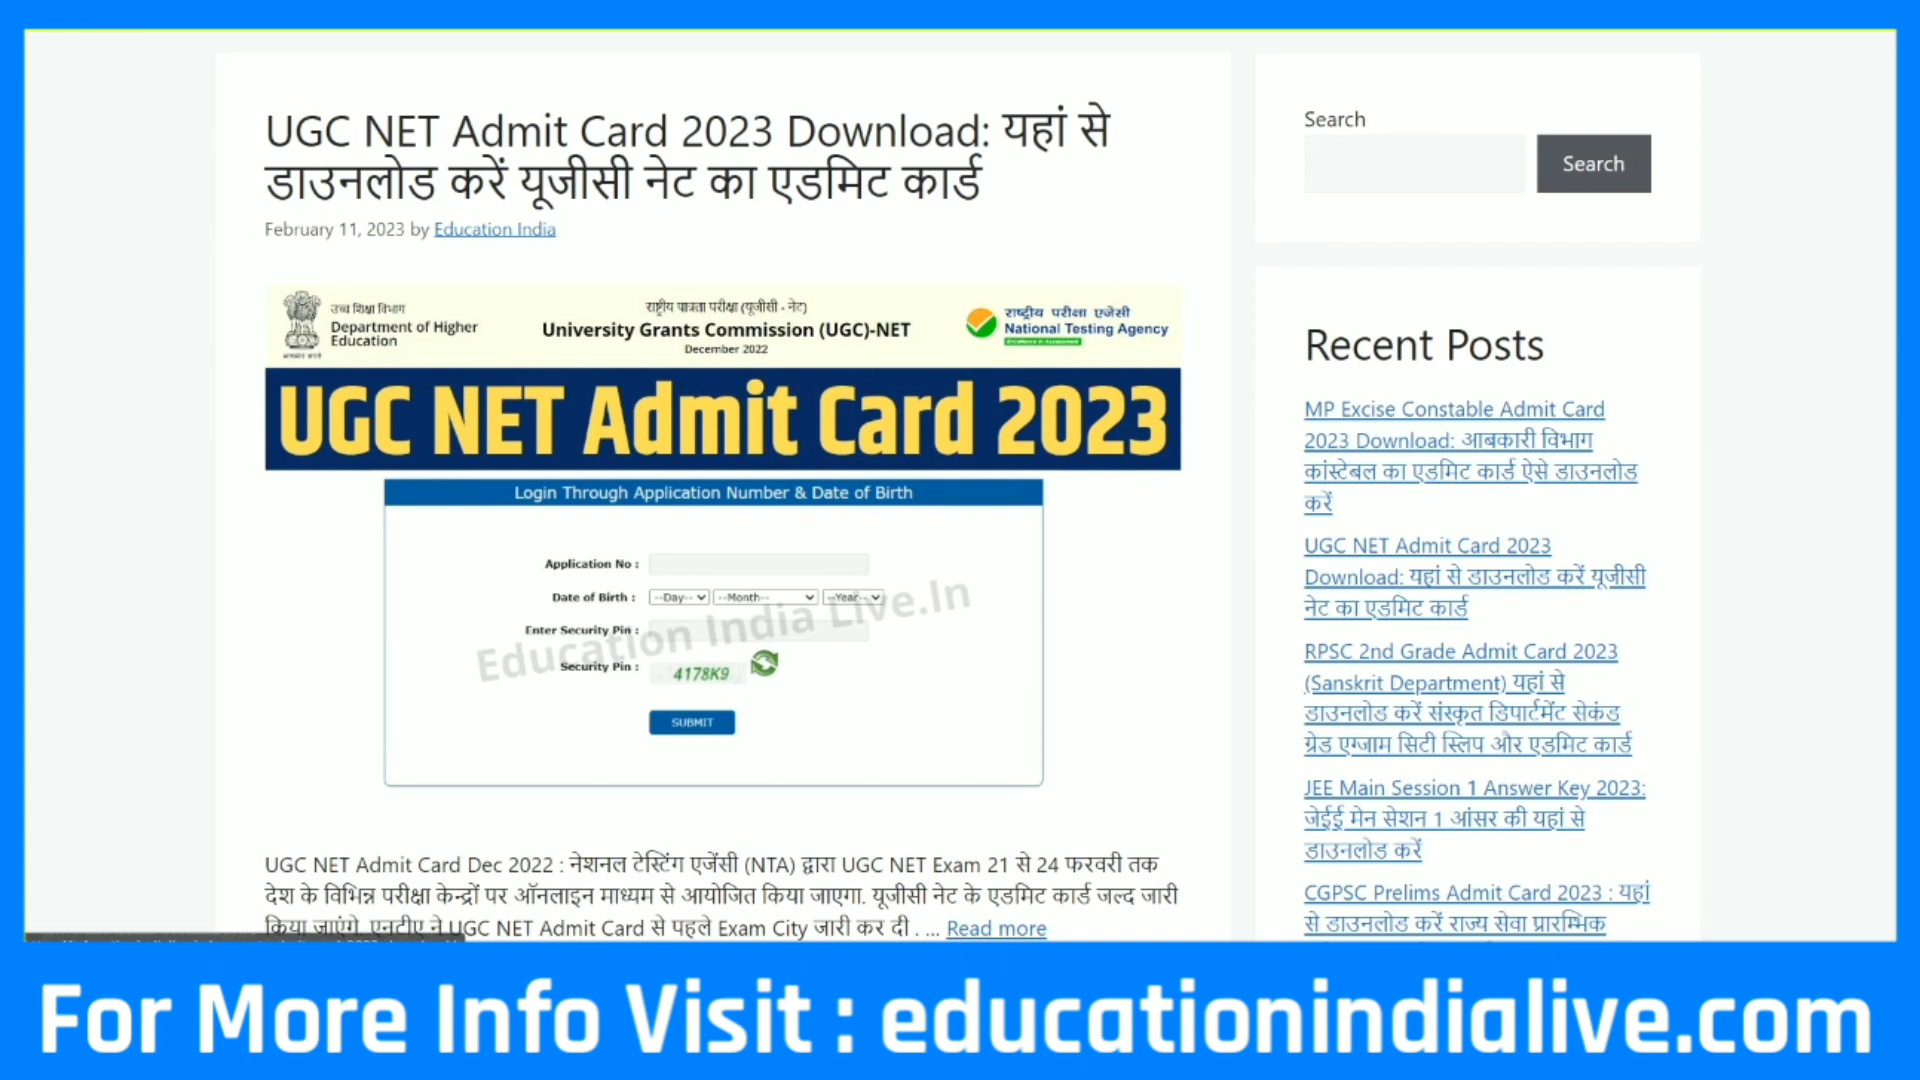 UGC NET Admit Card 2023 Download: यहां से
डाउनलोड करें यूजीसी नेट का एडमिट कार्ड
February 11, 2023 by Education India
उच्च शिक्षा विभाग
Department of Higher
Education
राष्ट्रीय पात्रता परीक्षा (यूजीसी - नेट)
University Grants Commission (UGC)-NET
December 2022
राष्ट्रीय परीक्षा एजेंसी
National Testing Agency
Excellence in Assessment
UGC NET Admit Card 2023
Login Through Application Number & Date of Birth
Application No :
Date of Birth : --Day-- --Month-- --Year--
Enter Security Pin :
Security Pin : 4178K9
SUBMIT
Education India Live.In
UGC NET Admit Card Dec 2022 : नेशनल टेस्टिंग एजेंसी (NTA) द्वारा UGC NET Exam 21 से 24 फरवरी तक
देश के विभिन्न परीक्षा केन्द्रों पर ऑनलाइन माध्यम से आयोजित किया जाएगा. यूजीसी नेट के एडमिट कार्ड जल्द जारी
किया जाएंगे. एनटीए ने UGC NET Admit Card से पहले Exam City जारी कर दी . ... Read more
Search
Search
Recent Posts
MP Excise Constable Admit Card
2023 Download: आबकारी विभाग
कांस्टेबल का एडमिट कार्ड ऐसे डाउनलोड
करें
UGC NET Admit Card 2023
Download: यहां से डाउनलोड करें यूजीसी
नेट का एडमिट कार्ड
RPSC 2nd Grade Admit Card 2023
(Sanskrit Department) यहां से
डाउनलोड करें संस्कृत डिपार्टमेंट सेकंड
ग्रेड एग्जाम सिटी स्लिप और एडमिट कार्ड
JEE Main Session 1 Answer Key 2023:
जेईई मेन सेशन 1 आंसर की यहां से
डाउनलोड करें
CGPSC Prelims Admit Card 2023 : यहां
से डाउनलोड करें राज्य सेवा प्रारम्भिक
For More Info Visit : educationindialive.com